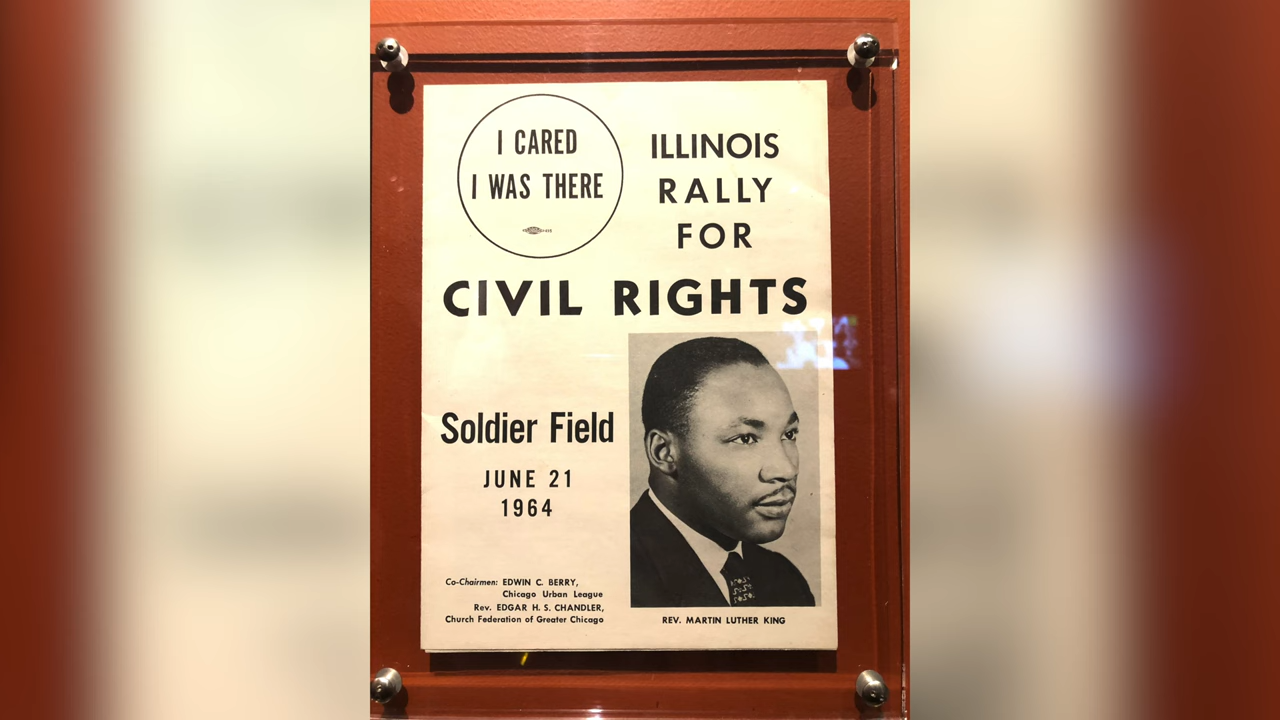 I CARED
I WAS THERE
ILLINOIS
RALLY
FOR
CIVIL RIGHTS
Soldier Field
JUNE 21
1964
Co-Chairmen: EDWIN C. BERRY,
Chicago Urban League
Rev. EDGAR H. S. CHANDLER,
Church Federation of Greater Chicago
REV. MARTIN LUTHER KING